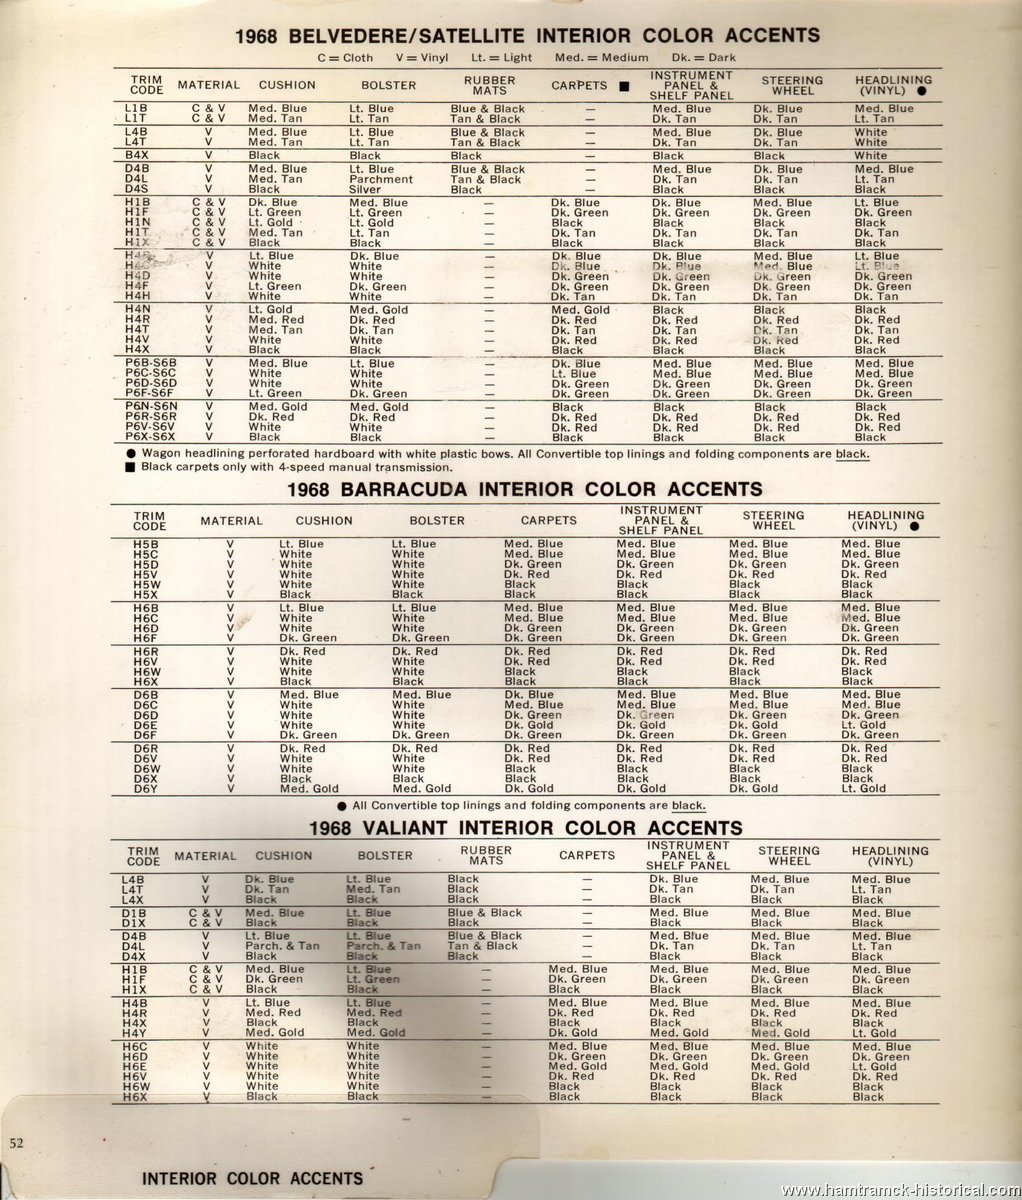 1968 BELVEDERE/SATELLITE INTERIOR COLOR ACCENTS
C = Cloth V = Vinyl Lt. = Light Med. = Medium Dk. = Dark
TRIM CODE MATERIAL CUSHION BOLSTER RUBBER MATS CARPETS ■ INSTRUMENT PANEL & SHELF PANEL STEERING WHEEL HEADLINING (VINYL) ●
L1B C & V Med. Blue Lt. Blue Blue & Black — Med. Blue Dk. Blue Med. Blue
L1T C & V Med. Tan Lt. Tan Tan & Black — Dk. Tan Dk. Tan Lt. Tan
L4B V Med. Blue Lt. Blue Blue & Black — Med. Blue Dk. Blue White
L4T V Med. Tan Lt. Tan Tan & Black — Dk. Tan Dk. Tan White
B4X V Black Black Black — Black Black White
D4B V Med. Blue Lt. Blue Blue & Black — Med. Blue Dk. Blue Med. Blue
D4L V Med. Tan Parchment Tan & Black — Dk. Tan Dk. Tan Lt. Tan
D4S V Black Silver Black — Black Black Black
H1B C & V Dk. Blue Med. Blue — Dk. Blue Dk. Blue Med. Blue Lt. Blue
H1F C & V Lt. Green Lt. Green — Dk. Green Dk. Green Dk. Green Dk. Green
H1N C & V Lt. Gold Lt. Gold — Black Black Black Black
H1T C & V Med. Tan Lt. Tan — Dk. Tan Dk. Tan Dk. Tan Dk. Tan
H1X C & V Black Black — Black Black Black Black
V Lt. Blue Dk. Blue — Dk. Blue Dk. Blue Med. Blue Lt. Blue
V White White — Dk. Blue Dk. Blue Med. Blue Lt. Blue
H4D V White White — Dk. Green Dk. Green Dk. Green Dk. Green
H4F V Lt. Green Dk. Green — Dk. Green Dk. Green Dk. Green Dk. Green
H4H V White White — Dk. Tan Dk. Tan Dk. Tan Dk. Tan
H4N V Lt. Gold Med. Gold — Med. Gold Black Black Black
H4R V Med. Red Dk. Red — Dk. Red Dk. Red Dk. Red Dk. Red
H4T V Med. Tan Dk. Tan — Dk. Tan Dk. Tan Dk. Tan Dk. Tan
H4V V White White — Dk. Red Dk. Red Dk. Red Dk. Red
H4X V Black Black — Black Black Black Black
P6B-S6B V Med. Blue Lt. Blue — Dk. Blue Med. Blue Med. Blue Med. Blue
P6C-S6C V White White — Lt. Blue Med. Blue Med. Blue Med. Blue
P6D-S6D V White White — Dk. Green Dk. Green Dk. Green Dk. Green
P6F-S6F V Lt. Green Dk. Green — Dk. Green Dk. Green Dk. Green Dk. Green
P6N-S6N V Med. Gold Med. Gold — Black Black Black Black
P6R-S6R V Dk. Red Dk. Red — Dk. Red Dk. Red Dk. Red Dk. Red
P6V-S6V V White White — Dk. Red Dk. Red Dk. Red Dk. Red
P6X-S6X V Black Black — Black Black Black Black
● Wagon headlining perforated hardboard with white plastic bows. All Convertible top linings and folding components are black.
■ Black carpets only with 4-speed manual transmission.
1968 BARRACUDA INTERIOR COLOR ACCENTS
TRIM CODE MATERIAL CUSHION BOLSTER CARPETS INSTRUMENT PANEL & SHELF PANEL STEERING WHEEL HEADLINING (VINYL) ●
H5B V Lt. Blue Lt. Blue Med. Blue Med. Blue Med. Blue Med. Blue
H5C V White White Med. Blue Med. Blue Med. Blue Med. Blue
H5D V White White Dk. Green Dk. Green Dk. Green Dk. Green
H5V V White White Dk. Red Dk. Red Dk. Red Dk. Red
H5W V White White Black Black Black Black
H5X V Black Black Black Black Black Black
H6B V Lt. Blue Lt. Blue Med. Blue Med. Blue Med. Blue Med. Blue
H6C V White White Med. Blue Med. Blue Med. Blue Med. Blue
H6D V White White Dk. Green Dk. Green Dk. Green Dk. Green
H6F V Dk. Green Dk. Green Dk. Green Dk. Green Dk. Green Dk. Green
H6R V Dk. Red Dk. Red Dk. Red Dk. Red Dk. Red Dk. Red
H6V V White White Dk. Red Dk. Red Dk. Red Dk. Red
H6W V White White Black Black Black Black
H6X V Black Black Black Black Black Black
D6B V Med. Blue Med. Blue Dk. Blue Med. Blue Med. Blue Med. Blue
D6C V White White Med. Blue Med. Blue Med. Blue Med. Blue
D6D V White White Dk. Green Dk. Green Dk. Green Dk. Green
D6E V White White Dk. Gold Dk. Gold Dk. Gold Lt. Gold
D6F V Dk. Green Dk. Green Dk. Green Dk. Green Dk. Green Dk. Green
D6R V Dk. Red Dk. Red Dk. Red Dk. Red Dk. Red Dk. Red
D6V V White White Dk. Red Dk. Red Dk. Red Dk. Red
D6W V White White Black Black Black Black
D6X V Black Black Black Black Black Black
D6Y V Med. Gold Med. Gold Dk. Gold Dk. Gold Dk. Gold Lt. Gold
● All Convertible top linings and folding components are black.
1968 VALIANT INTERIOR COLOR ACCENTS
TRIM CODE MATERIAL CUSHION BOLSTER RUBBER MATS CARPETS INSTRUMENT PANEL & SHELF PANEL STEERING WHEEL HEADLINING (VINYL)
L4B V Dk. Blue Lt. Blue Black — Dk. Blue Med. Blue Med. Blue
L4T V Dk. Tan Med. Tan Black — Dk. Tan Dk. Tan Lt. Tan
L4X V Black Black Black — Black Black Black
D1B C & V Med. Blue Lt. Blue Blue & Black — Med. Blue Med. Blue Med. Blue
D1X C & V Black Black Black — Black Black Black
D4B V Lt. Blue Lt. Blue Blue & Black — Med. Blue Med. Blue Med. Blue
D4L V Parch. & Tan Parch. & Tan Tan & Black — Dk. Tan Dk. Tan Lt. Tan
D4X V Black Black Black — Black Black Black
H1B C & V Med. Blue Lt. Blue — Med. Blue Med. Blue Med. Blue Med. Blue
H1F C & V Dk. Green Lt. Green — Dk. Green Dk. Green Dk. Green Dk. Green
H1X C & V Black Black — Black Black Black Black
H4B V Lt. Blue Lt. Blue — Med. Blue Med. Blue Med. Blue Med. Blue
H4R V Med. Red Med. Red — Dk. Red Dk. Red Dk. Red Dk. Red
H4X V Black Black — Black Black Black Black
H4Y V Med. Gold Med. Gold — Dk. Gold Med. Gold Med. Gold Lt. Gold
H6C V White White — Med. Blue Med. Blue Med. Blue Med. Blue
H6D V White White — Dk. Green Dk. Green Dk. Green Dk. Green
H6E V White White — Med. Gold Med. Gold Med. Gold Lt. Gold
H6V V White White — Dk. Red Dk. Red Dk. Red Dk. Red
H6W V White White — Black Black Black Black
H6X V Black Black — Black Black Black Black
52
INTERIOR COLOR ACCENTS
www.hamtramck-historical.com